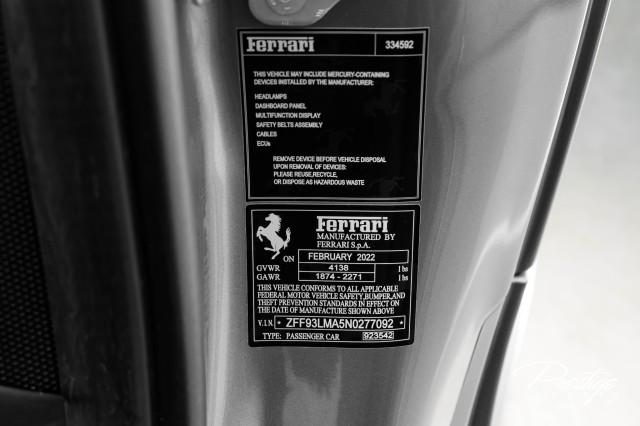 Ferrari 334592
THIS VEHICLE MAY INCLUDE MERCURY-CONTAINING
DEVICES INSTALLED BY THE MANUFACTURER:
HEADLAMPS
DASHBOARD PANEL
MULTIFUNCTION DISPLAY
SAFETY BELTS ASSEMBLY
CABLES
ECUs
REMOVE DEVICE BEFORE VEHICLE DISPOSAL
UPON REMOVAL OF DEVICES:
PLEASE REUSE,RECYCLE,
OR DISPOSE AS HAZARDOUS WASTE
Ferrari
MANUFACTURED BY
FERRARI S.p.A.
ON FEBRUARY 2022
GVWR 4138 lbs
GAWR 1874 - 2271 lbs
THIS VEHICLE CONFORMS TO ALL APPLICABLE
FEDERAL MOTOR VEHICLE SAFETY,BUMPER,AND
THEFT PREVENTION STANDARDS IN EFFECT ON
THE DATE OF MANUFACTURE SHOWN ABOVE
V.I.N. * ZFF93LMA5N0277092 *
TYPE: PASSENGER CAR 923542
Prestige